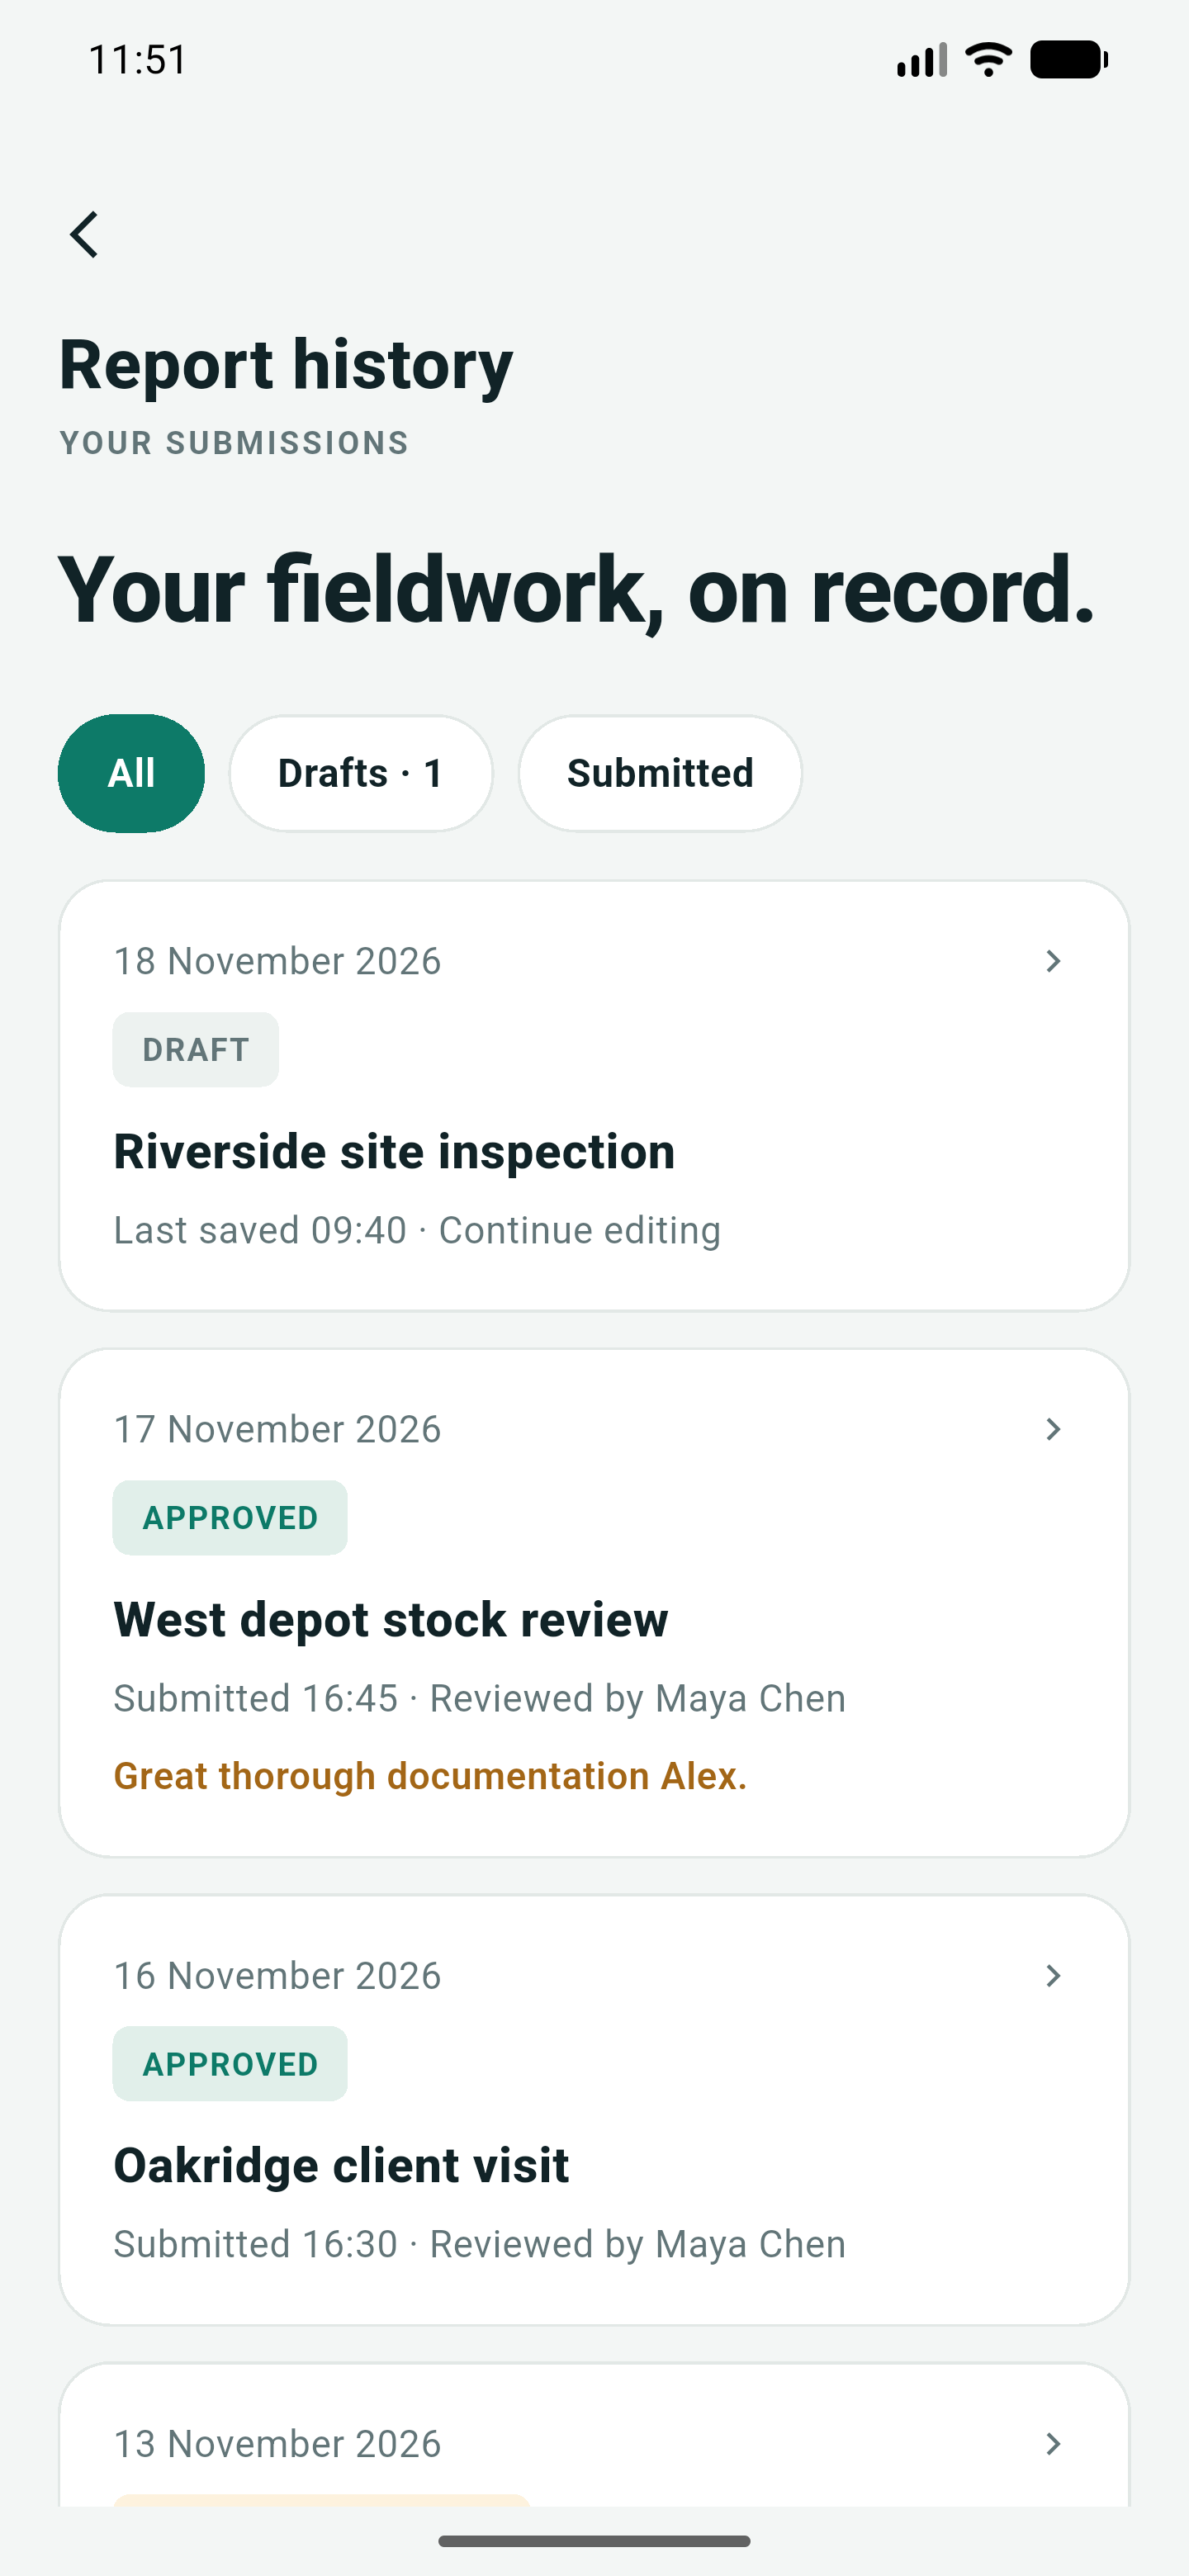 11:51
Report history
YOUR SUBMISSIONS
Your fieldwork, on record.
All
Drafts · 1
Submitted
18 November 2026
DRAFT
Riverside site inspection
Last saved 09:40 · Continue editing
17 November 2026
APPROVED
West depot stock review
Submitted 16:45 · Reviewed by Maya Chen
Great thorough documentation Alex.
16 November 2026
APPROVED
Oakridge client visit
Submitted 16:30 · Reviewed by Maya Chen
13 November 2026